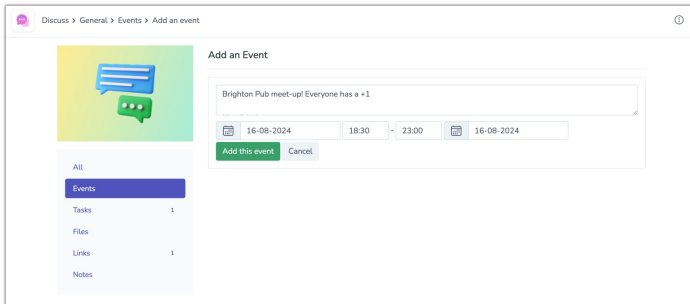 Discuss > General > Events > Add an event
Add an Event
Brighton Pub meet-up! Everyone has a +1
16-08-2024 18:30 - 23:00 16-08-2024
Add this event Cancel
All
Events
Tasks 1
Files
Links 1
Notes